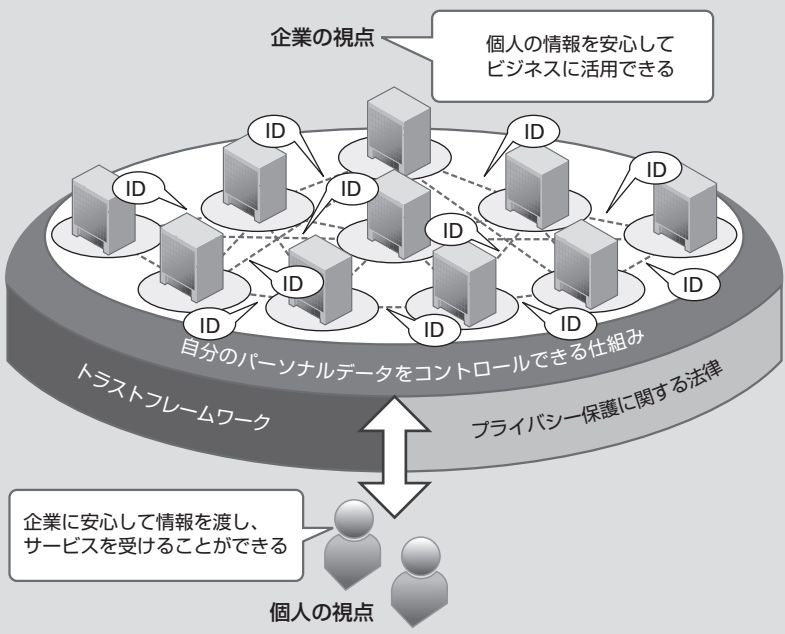 企業の視点
個人の情報を安心して
ビジネスに活用できる
ID
ID
ID
ID
ID
ID
ID
ID
ID
ID
ID
ID
自分のパーソナルデータをコントロールできる仕組み
トラストフレームワーク
プライバシー保護に関する法律
企業に安心して情報を渡し、
サービスを受けることができる
個人の視点